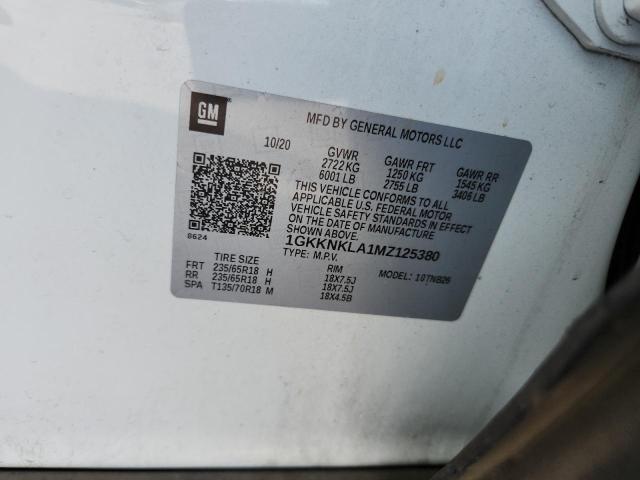 GM
MFD BY GENERAL MOTORS LLC
10/20 GVWR GAWR FRT GAWR RR
2722 KG 1250 KG 1545 KG
6001 LB 2755 LB 3406 LB
THIS VEHICLE CONFORMS TO ALL
APPLICABLE U.S. FEDERAL MOTOR
VEHICLE SAFETY STANDARDS IN EFFECT
ON THE DATE OF MANUFACTURE
SHOWN ABOVE.
8624
1GKKNKLA1MZ125380
TYPE: M.P.V. MODEL: 10TNB26
TIRE SIZE RIM
FRT 235/65R18 H 18X7.5J
RR 235/65R18 H 18X7.5J
SPA T135/70R18 M 18X4.5B